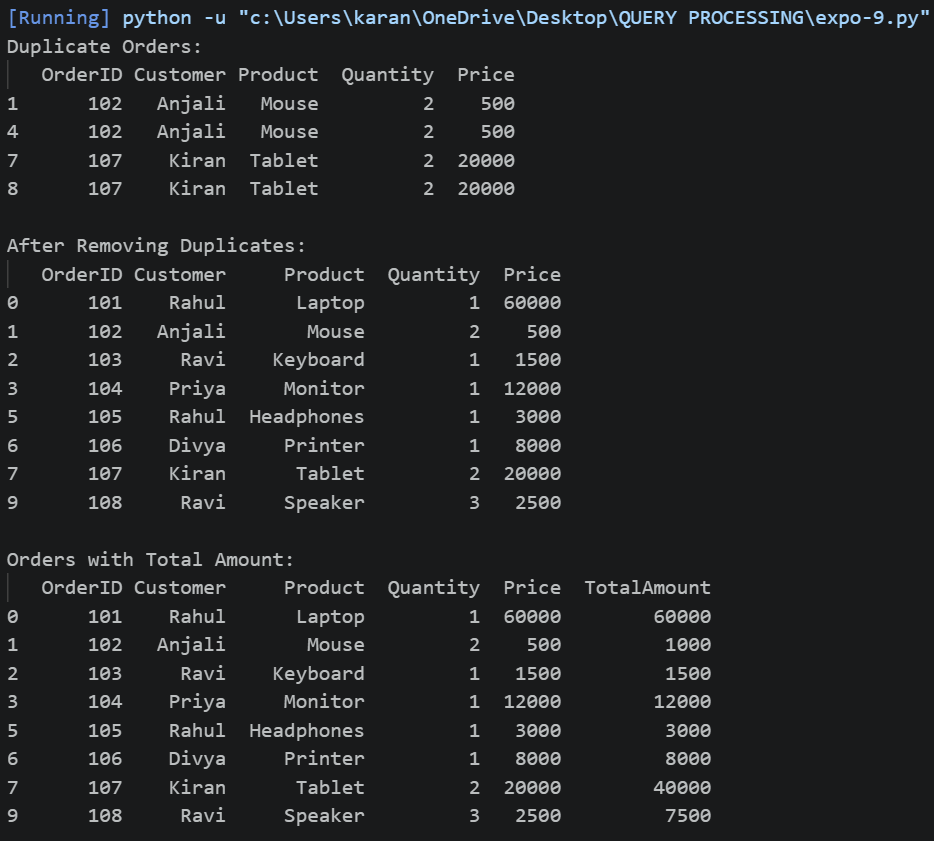 [Running] python -u "c:\Users\karan\OneDrive\Desktop\QUERY PROCESSING\expo-9.py"
Duplicate Orders:
   OrderID Customer Product  Quantity  Price
1      102   Anjali   Mouse         2    500
4      102   Anjali   Mouse         2    500
7      107    Kiran  Tablet         2  20000
8      107    Kiran  Tablet         2  20000

After Removing Duplicates:
   OrderID Customer     Product  Quantity  Price
0      101    Rahul      Laptop         1  60000
1      102   Anjali       Mouse         2    500
2      103     Ravi    Keyboard         1   1500
3      104    Priya     Monitor         1  12000
5      105    Rahul  Headphones         1   3000
6      106    Divya     Printer         1   8000
7      107    Kiran      Tablet         2  20000
9      108     Ravi     Speaker         3   2500

Orders with Total Amount:
   OrderID Customer     Product  Quantity  Price  TotalAmount
0      101    Rahul      Laptop         1  60000        60000
1      102   Anjali       Mouse         2    500         1000
2      103     Ravi    Keyboard         1   1500         1500
3      104    Priya     Monitor         1  12000        12000
5      105    Rahul  Headphones         1   3000         3000
6      106    Divya     Printer         1   8000         8000
7      107    Kiran      Tablet         2  20000        40000
9      108     Ravi     Speaker         3   2500         7500